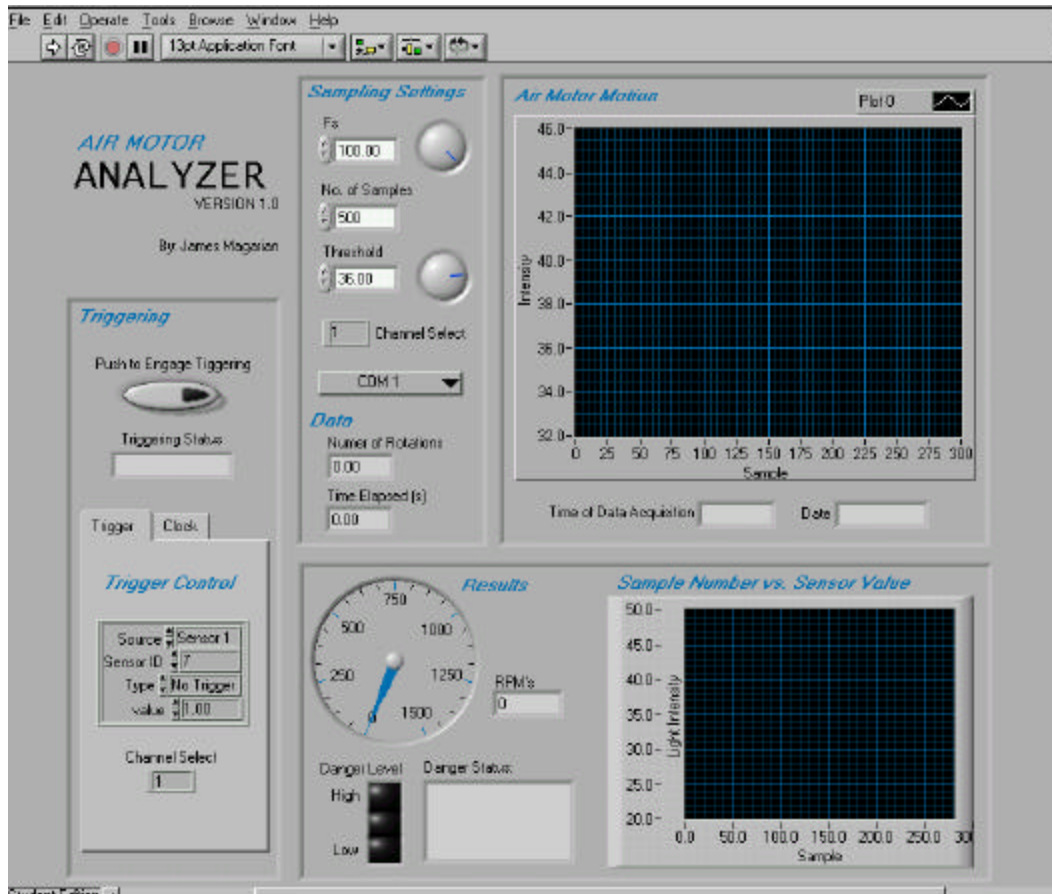 File Edit Operate Tools Browse Window Help
13pt Application Font
AIR MOTOR
ANALYZER
VERSION 1.0
By: James Magarian
Triggering
Push to Engage Tiggering
Triggering Status
Trigger Clock
Trigger Control
Source Sensor 1
Sensor ID 7
Type No Trigger
value 1.00
Channel Select
1
Sampling Settings
Fs
100.00
No. of Samples
500
Threshold
36.00
1 Channel Select
COM 1
Data
Numer of Rotations
0.00
Time Elapsed (s)
0.00
Air Motor Motion
Plot 0
46.0
44.0
42.0
40.0
38.0
36.0
34.0
32.0
Intensity
0 25 50 75 100 125 150 175 200 225 250 275 300
Sample
Time of Data Acquisition Date
Results
0 250 500 750 1000 1250 1500
RPM's
0
Danger Level
High
Low
Danger Status:
Sample Number vs. Sensor Value
50.0
45.0
40.0
35.0
30.0
25.0
20.0
Light Intensity
0.0 50.0 100.0 150.0 200.0 250.0 300
Sample
Student Edition